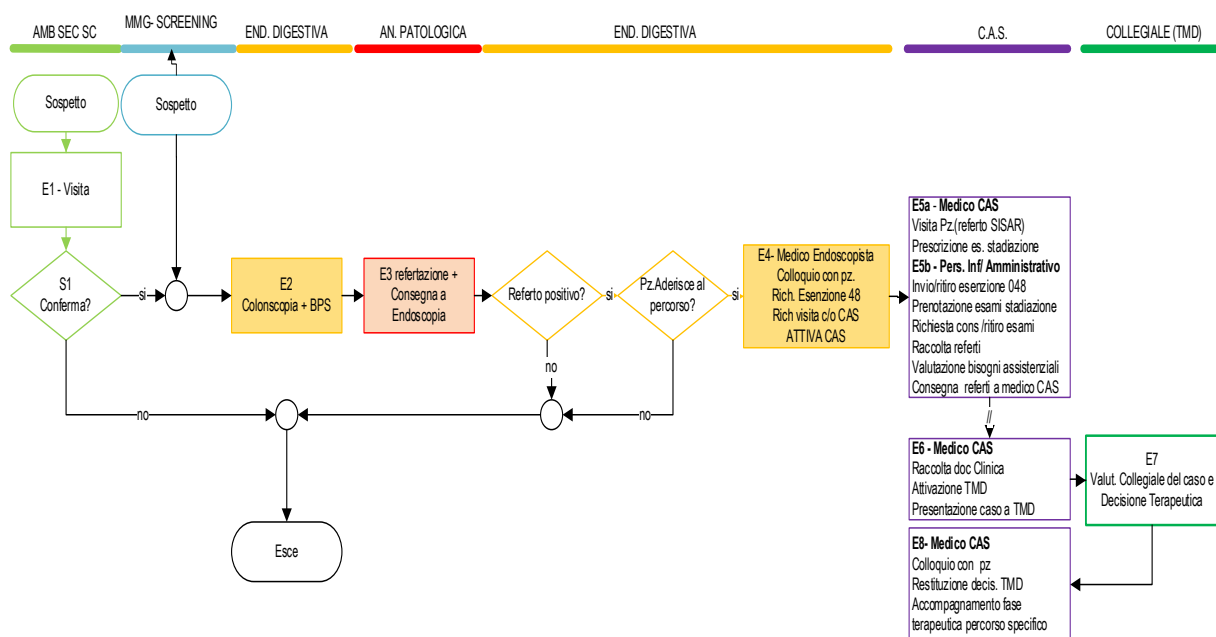 AMB SEC SC
MMG- SCREENING
END. DIGESTIVA
AN. PATOLOGICA
END. DIGESTIVA
C.A.S.
COLLEGIALE (TMD)
Sospetto
Sospetto
E1 - Visita
S1
Conferma?
si
no
E2
Colonscopia + BPS
E3 refertazione +
Consegna a
Endoscopia
Referto positivo?
si
no
Pz.Aderisce al
percorso?
si
no
E4- Medico Endoscopista
Colloquio con pz.
Rich. Esenzione 48
Rich visita c/o CAS
ATTIVA CAS
E5a - Medico CAS
Visita Pz.(referto SISAR)
Prescrizione es. stadiazione
E5b - Pers. Inf/ Amministrativo
Invio/ritiro esenzione 048
Prenotazione esami stadiazione
Richiesta cons /ritiro esami
Raccolta referti
Valutazione bisogni assistenziali
Consegna referti a medico CAS
//
E6 - Medico CAS
Raccolta doc Clinica
Attivazione TMD
Presentazione caso a TMD
E7
Valut. Collegiale del caso e
Decisione Terapeutica
Esce
E8- Medico CAS
Colloquio con pz
Restituzione decis. TMD
Accompagnamento fase
terapeutica percorso specifico